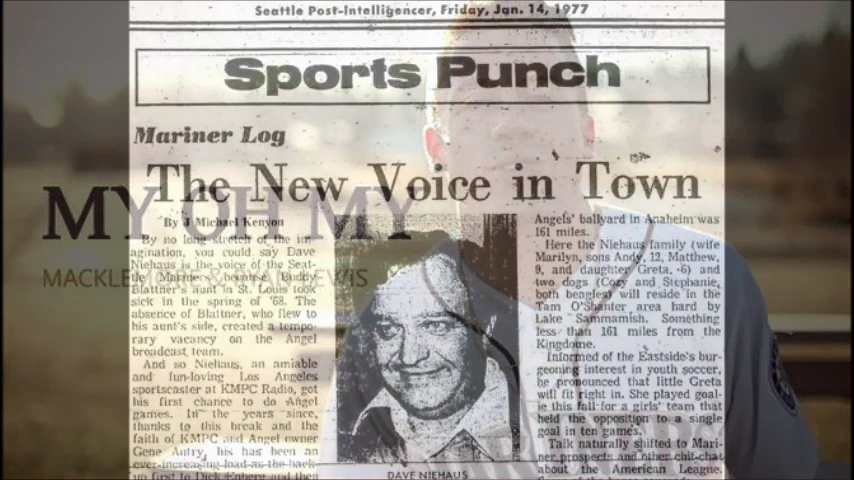 Seattle Post-Intelligencer, Friday, Jan. 14, 1977
Sports Punch
Mariner Log
The New Voice in Town
MY OH MY
MACKLEMORE & RYAN LEWIS
By J Michael Kenyon
By no long stretch of the im-
agination, you could say Dave
Niehaus is the voice of the Seat-
tle Mariners because Buddy
Blattner's aunt in St. Louis took
sick in the spring of '68. The
absence of Blattner, who flew to
his aunt's side, created a tempo-
rary vacancy on the Angel
broadcast team.
And so Niehaus, an amiable
and fun-loving Los Angeles
sportscaster at KMPC Radio, got
his first chance to do Angel
games. In the years since,
thanks to this break and the
faith of KMPC and Angel owner
Gene Autry, his has been an
ever-increasing load as the back-
up first to Dick Enberg and then
DAVE NIEHAUS
Angels' ballyard in Anaheim was
161 miles.
Here the Niehaus family (wife
Marilyn, sons Andy, 12, Matthew,
9, and daughter Greta, 6) and
two dogs (Cozy and Stephanie,
both beagles) will reside in the
Tam O'Shanter area hard by
Lake Sammamish. Something
less than 161 miles from the
Kingdome.
Informed of the Eastside's bur-
geoning interest in youth soccer,
he pronounced that little Greta
will fit right in. She played goal-
ie this fall for a girls' team that
held the opposition to a single
goal in ten games.
Talk naturally shifted to Mari-
ner prospects and other chit-chat
about the American League.